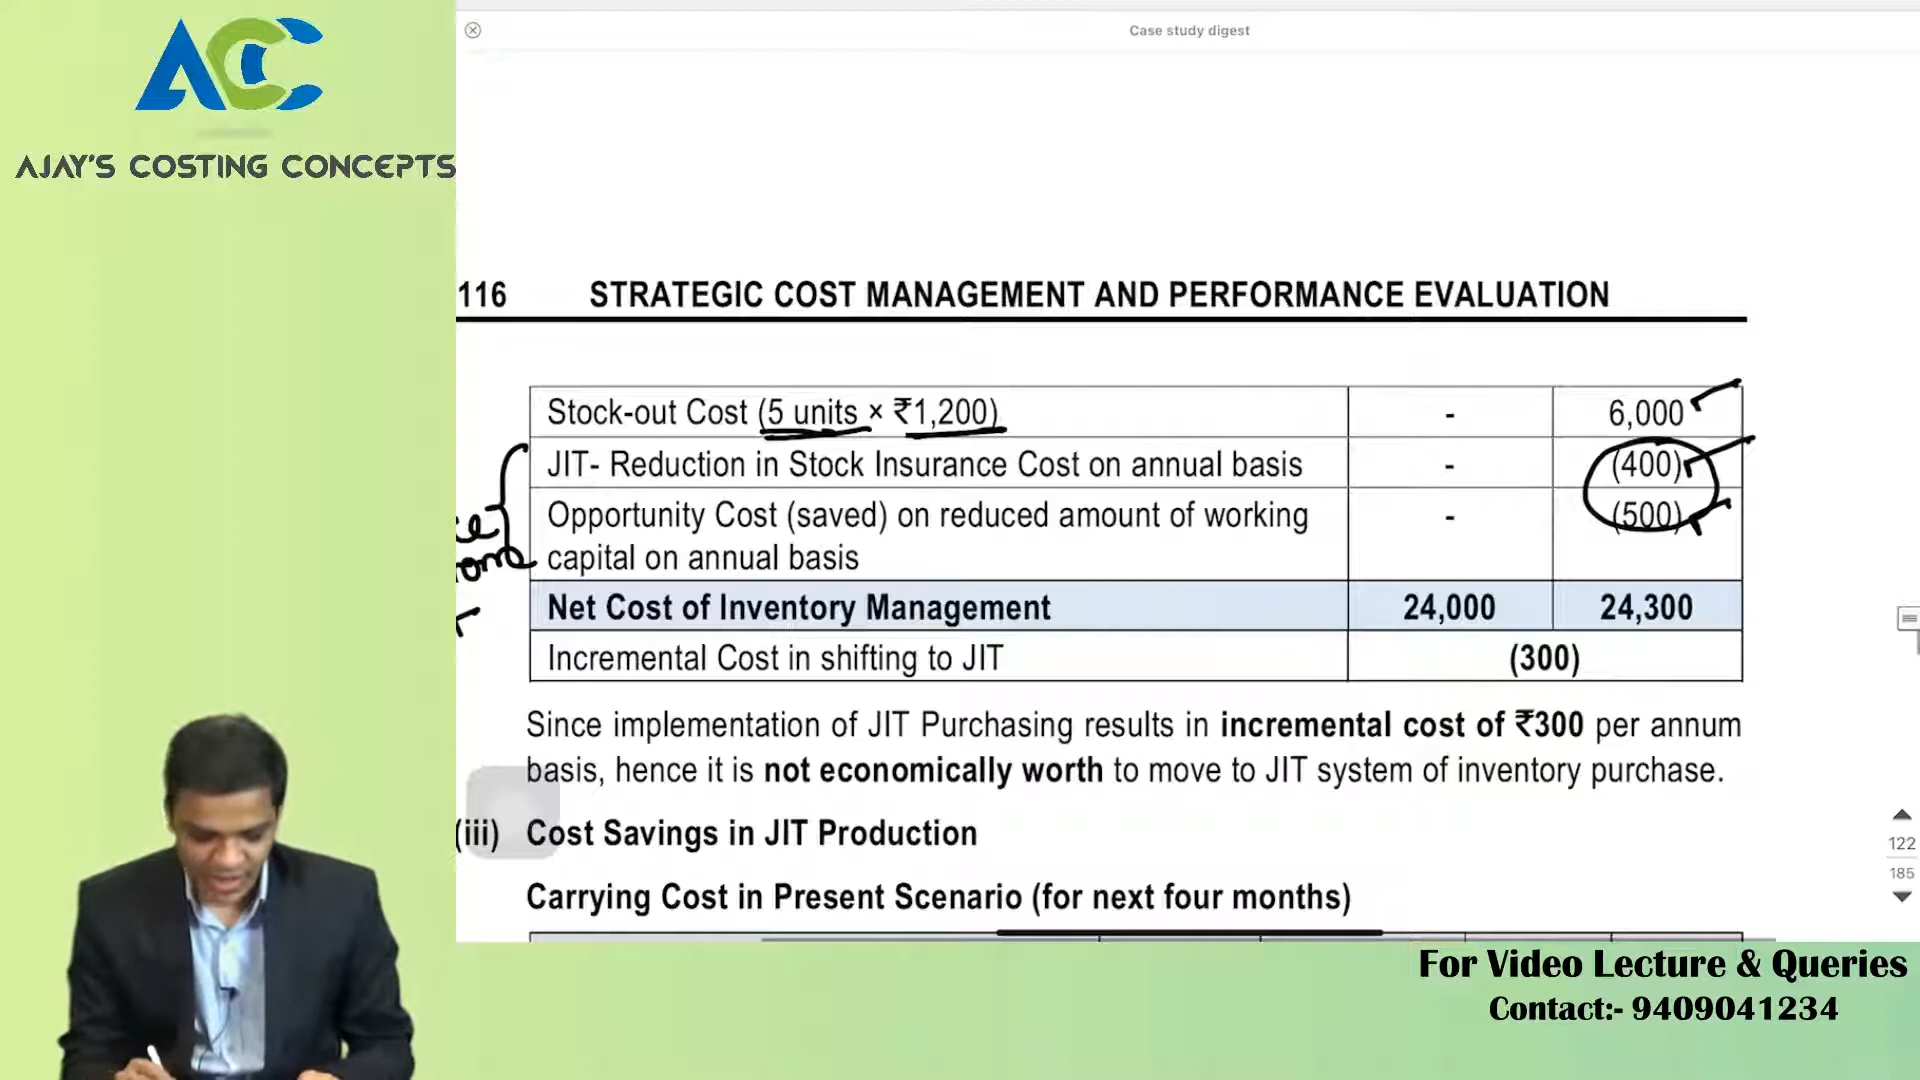 ACC
AJAY'S COSTING CONCEPTS
Case study digest
116 STRATEGIC COST MANAGEMENT AND PERFORMANCE EVALUATION
Stock-out Cost (5 units × ₹1,200) - 6,000
JIT- Reduction in Stock Insurance Cost on annual basis - (400)
Opportunity Cost (saved) on reduced amount of working - (500)
capital on annual basis
Net Cost of Inventory Management 24,000 24,300
Incremental Cost in shifting to JIT (300)
Since implementation of JIT Purchasing results in incremental cost of ₹300 per annum
basis, hence it is not economically worth to move to JIT system of inventory purchase.
(iii) Cost Savings in JIT Production
Carrying Cost in Present Scenario (for next four months)
122
185
For Video Lecture & Queries
Contact:- 9409041234